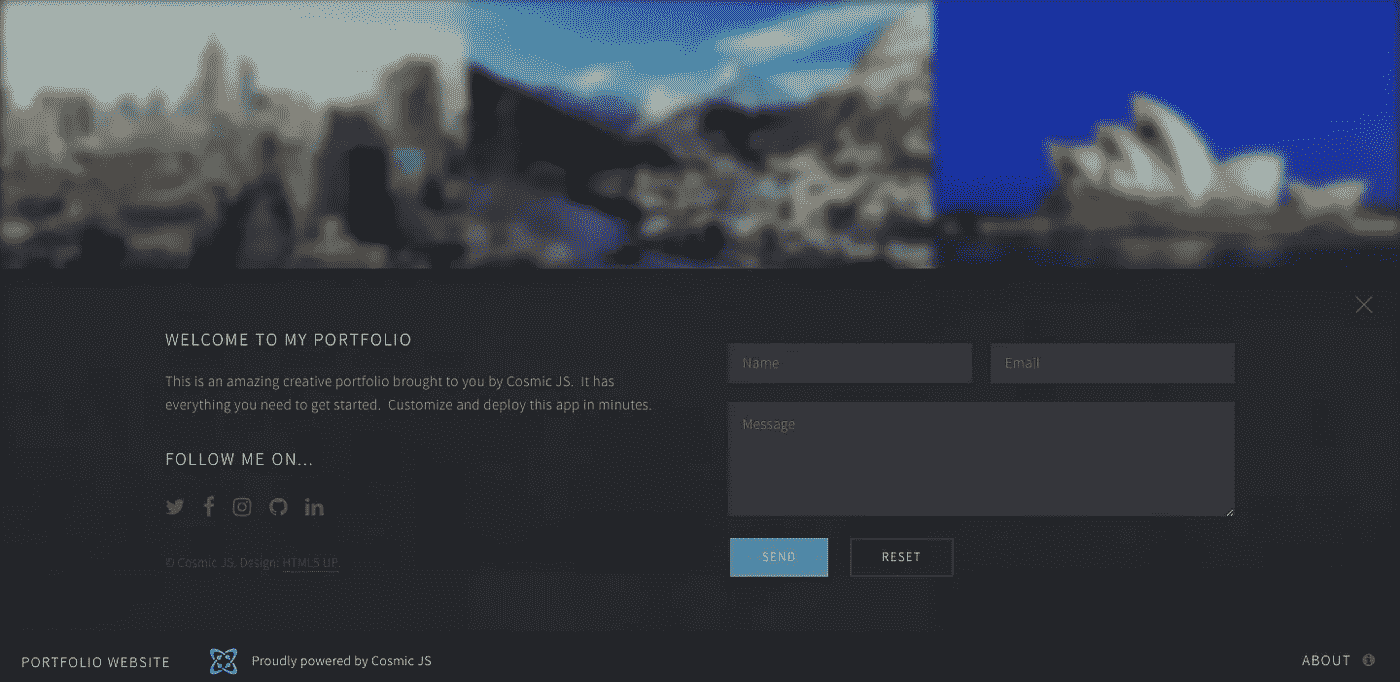 WELCOME TO MY PORTFOLIO
This is an amazing creative portfolio brought to you by Cosmic JS. It has
everything you need to get started. Customize and deploy this app in minutes.
FOLLOW ME ON...
© Cosmic JS. Design: HTML5 UP.
Name
Email
Message
SEND
RESET
PORTFOLIO WEBSITE
Proudly powered by Cosmic JS
ABOUT